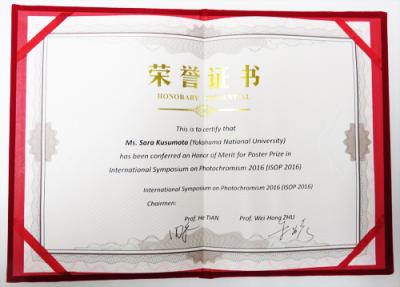 荣誉证书
HONORARY CREDENTIAL
This is to certify that
Ms. Sara Kusumoto (Yokohama National University)
has been conferred an Honor of Merit for Poster Prize in
International Symposium on Photochromism 2016 (ISOP 2016)
International Symposium on Photochromism 2016 (ISOP 2016)
Chairmen:
Prof. He TIAN Prof. Wei-Hong ZHU